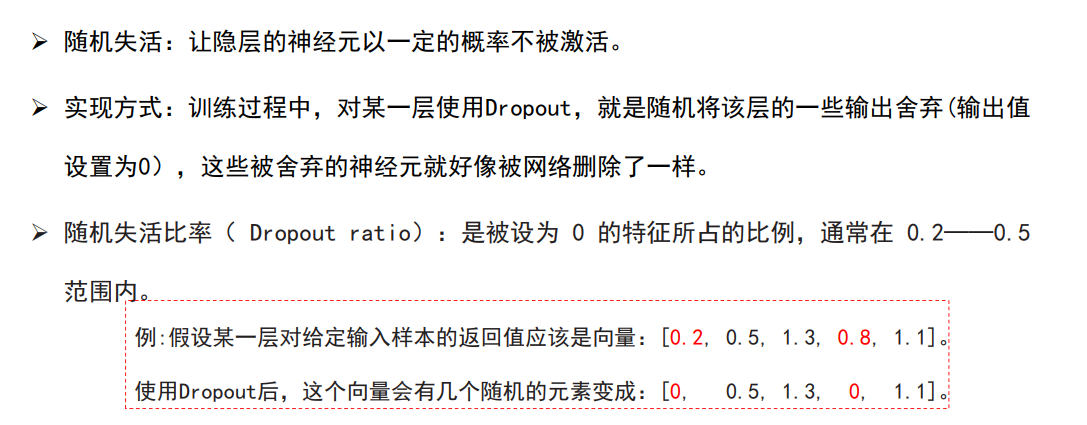 ➢ 随机失活：让隐层的神经元以一定的概率不被激活。
➢ 实现方式：训练过程中，对某一层使用Dropout，就是随机将该层的一些输出舍弃(输出值
设置为0），这些被舍弃的神经元就好像被网络删除了一样。
➢ 随机失活比率（ Dropout ratio）：是被设为 0 的特征所占的比例，通常在 0.2——0.5
范围内。
例:假设某一层对给定输入样本的返回值应该是向量：[0.2, 0.5, 1.3, 0.8, 1.1]。
使用Dropout后，这个向量会有几个随机的元素变成：[0, 0.5, 1.3, 0, 1.1]。